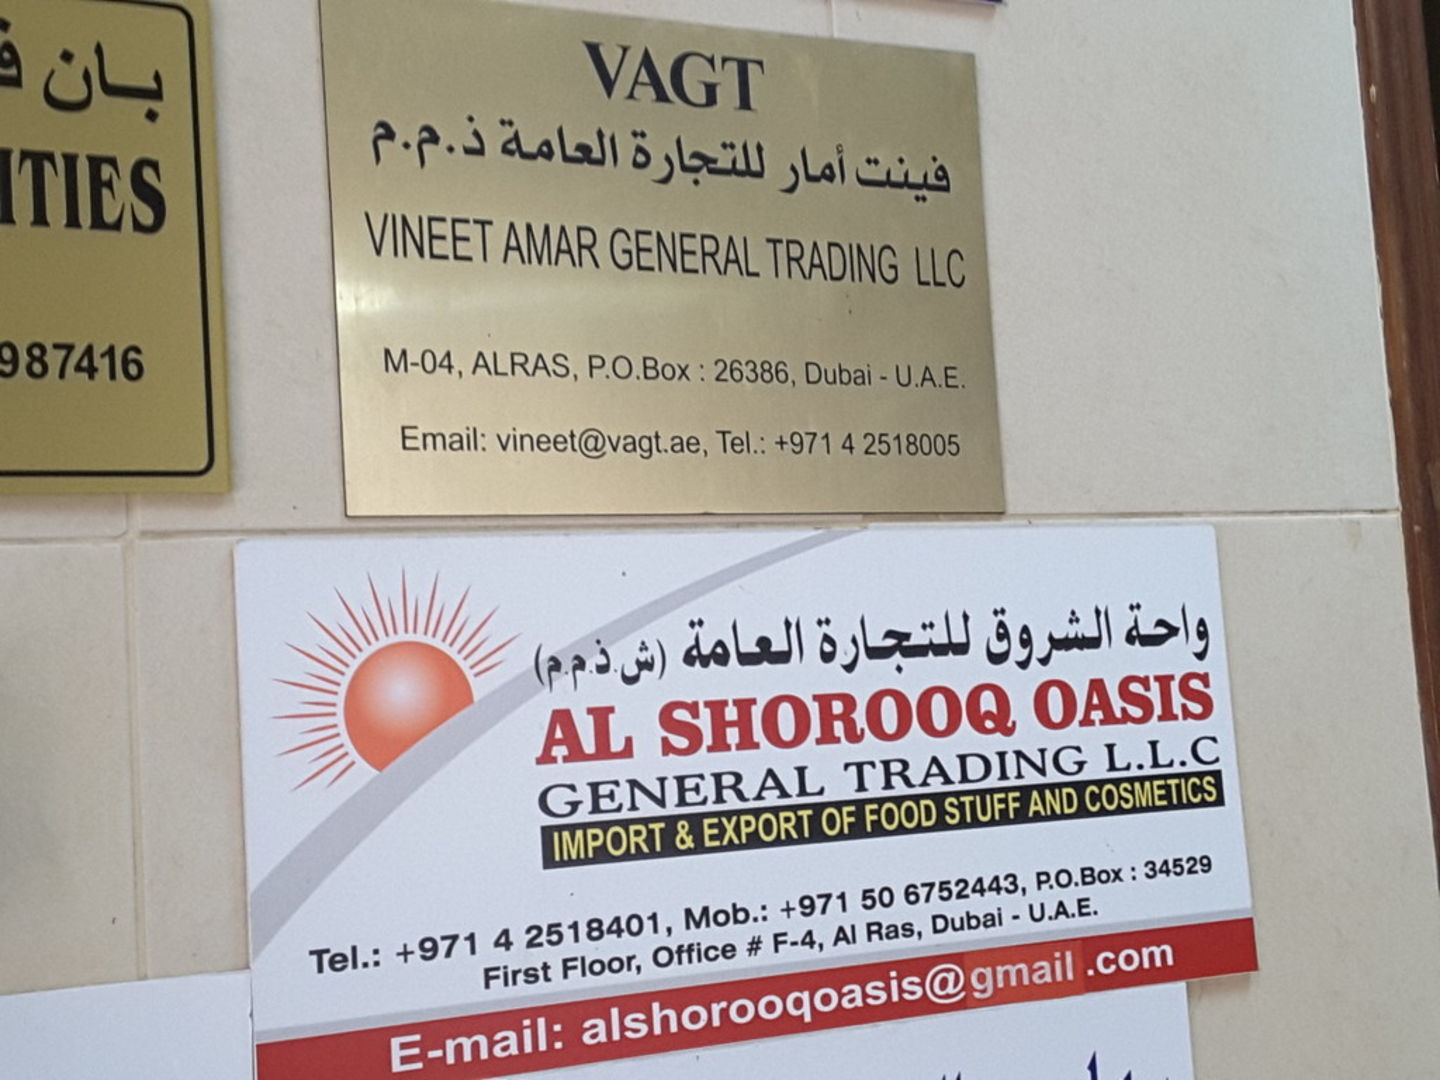 بان
ITIES
987416
VAGT
فينت أمار للتجارة العامة ذ.م.م
VINEET AMAR GENERAL TRADING LLC
M-04, ALRAS, P.O.Box : 26386, Dubai - U.A.E.
Email: vineet@vagt.ae, Tel.: +971 4 2518005
واحة الشروق للتجارة العامة (ش.ذ.م.م)
AL SHOROOQ OASIS
GENERAL TRADING L.L.C
IMPORT & EXPORT OF FOOD STUFF AND COSMETICS
Tel.: +971 4 2518401, Mob.: +971 50 6752443, P.O.Box : 34529
First Floor, Office # F-4, Al Ras, Dubai - U.A.E.
E-mail: alshorooqoasis@gmail.com